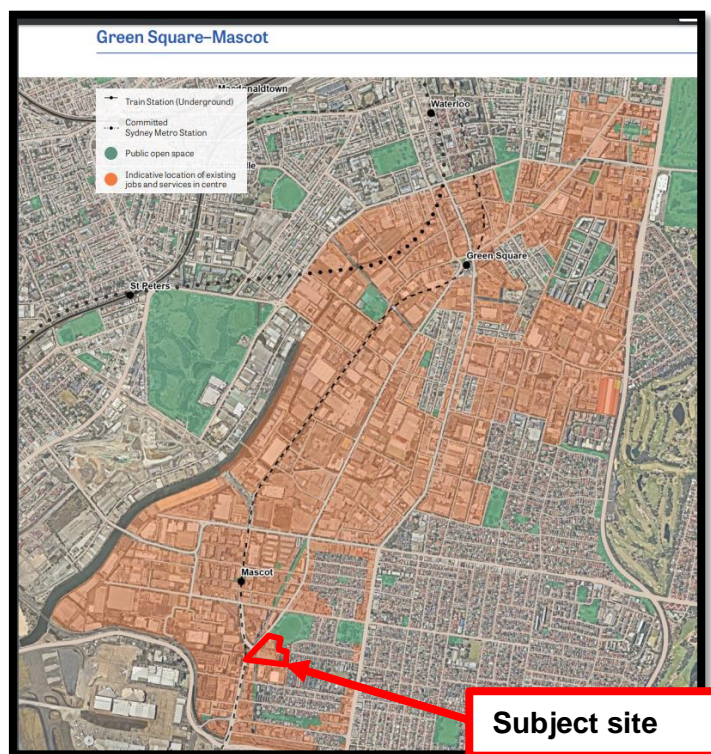 Green Square–Mascot
Train Station (Underground)
Committed
Sydney Metro Station
Public open space
Indicative location of existing
jobs and services in centre
Waterloo
Green Square
St Peters
Mascot
Subject site